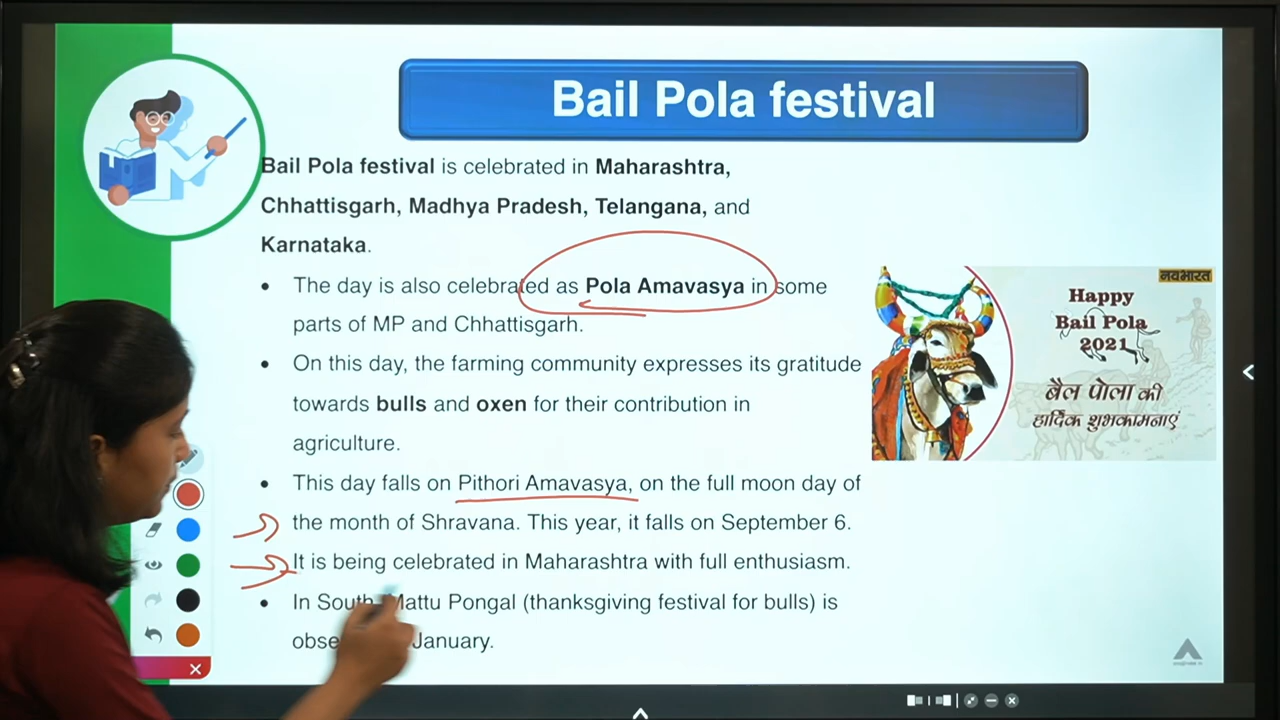 Bail Pola festival
Bail Pola festival is celebrated in Maharashtra,
Chhattisgarh, Madhya Pradesh, Telangana, and
Karnataka.
The day is also celebrated as Pola Amavasya in some
parts of MP and Chhattisgarh.
On this day, the farming community expresses its gratitude
towards bulls and oxen for their contribution in
agriculture.
This day falls on Pithori Amavasya, on the full moon day of
the month of Shravana. This year, it falls on September 6.
It is being celebrated in Maharashtra with full enthusiasm.
In South Mattu Pongal (thanksgiving festival for bulls) is
January.
नवभारत
Happy
Bail Pola
2021
बैल पोला की
हार्दिक शुभकामनाएं